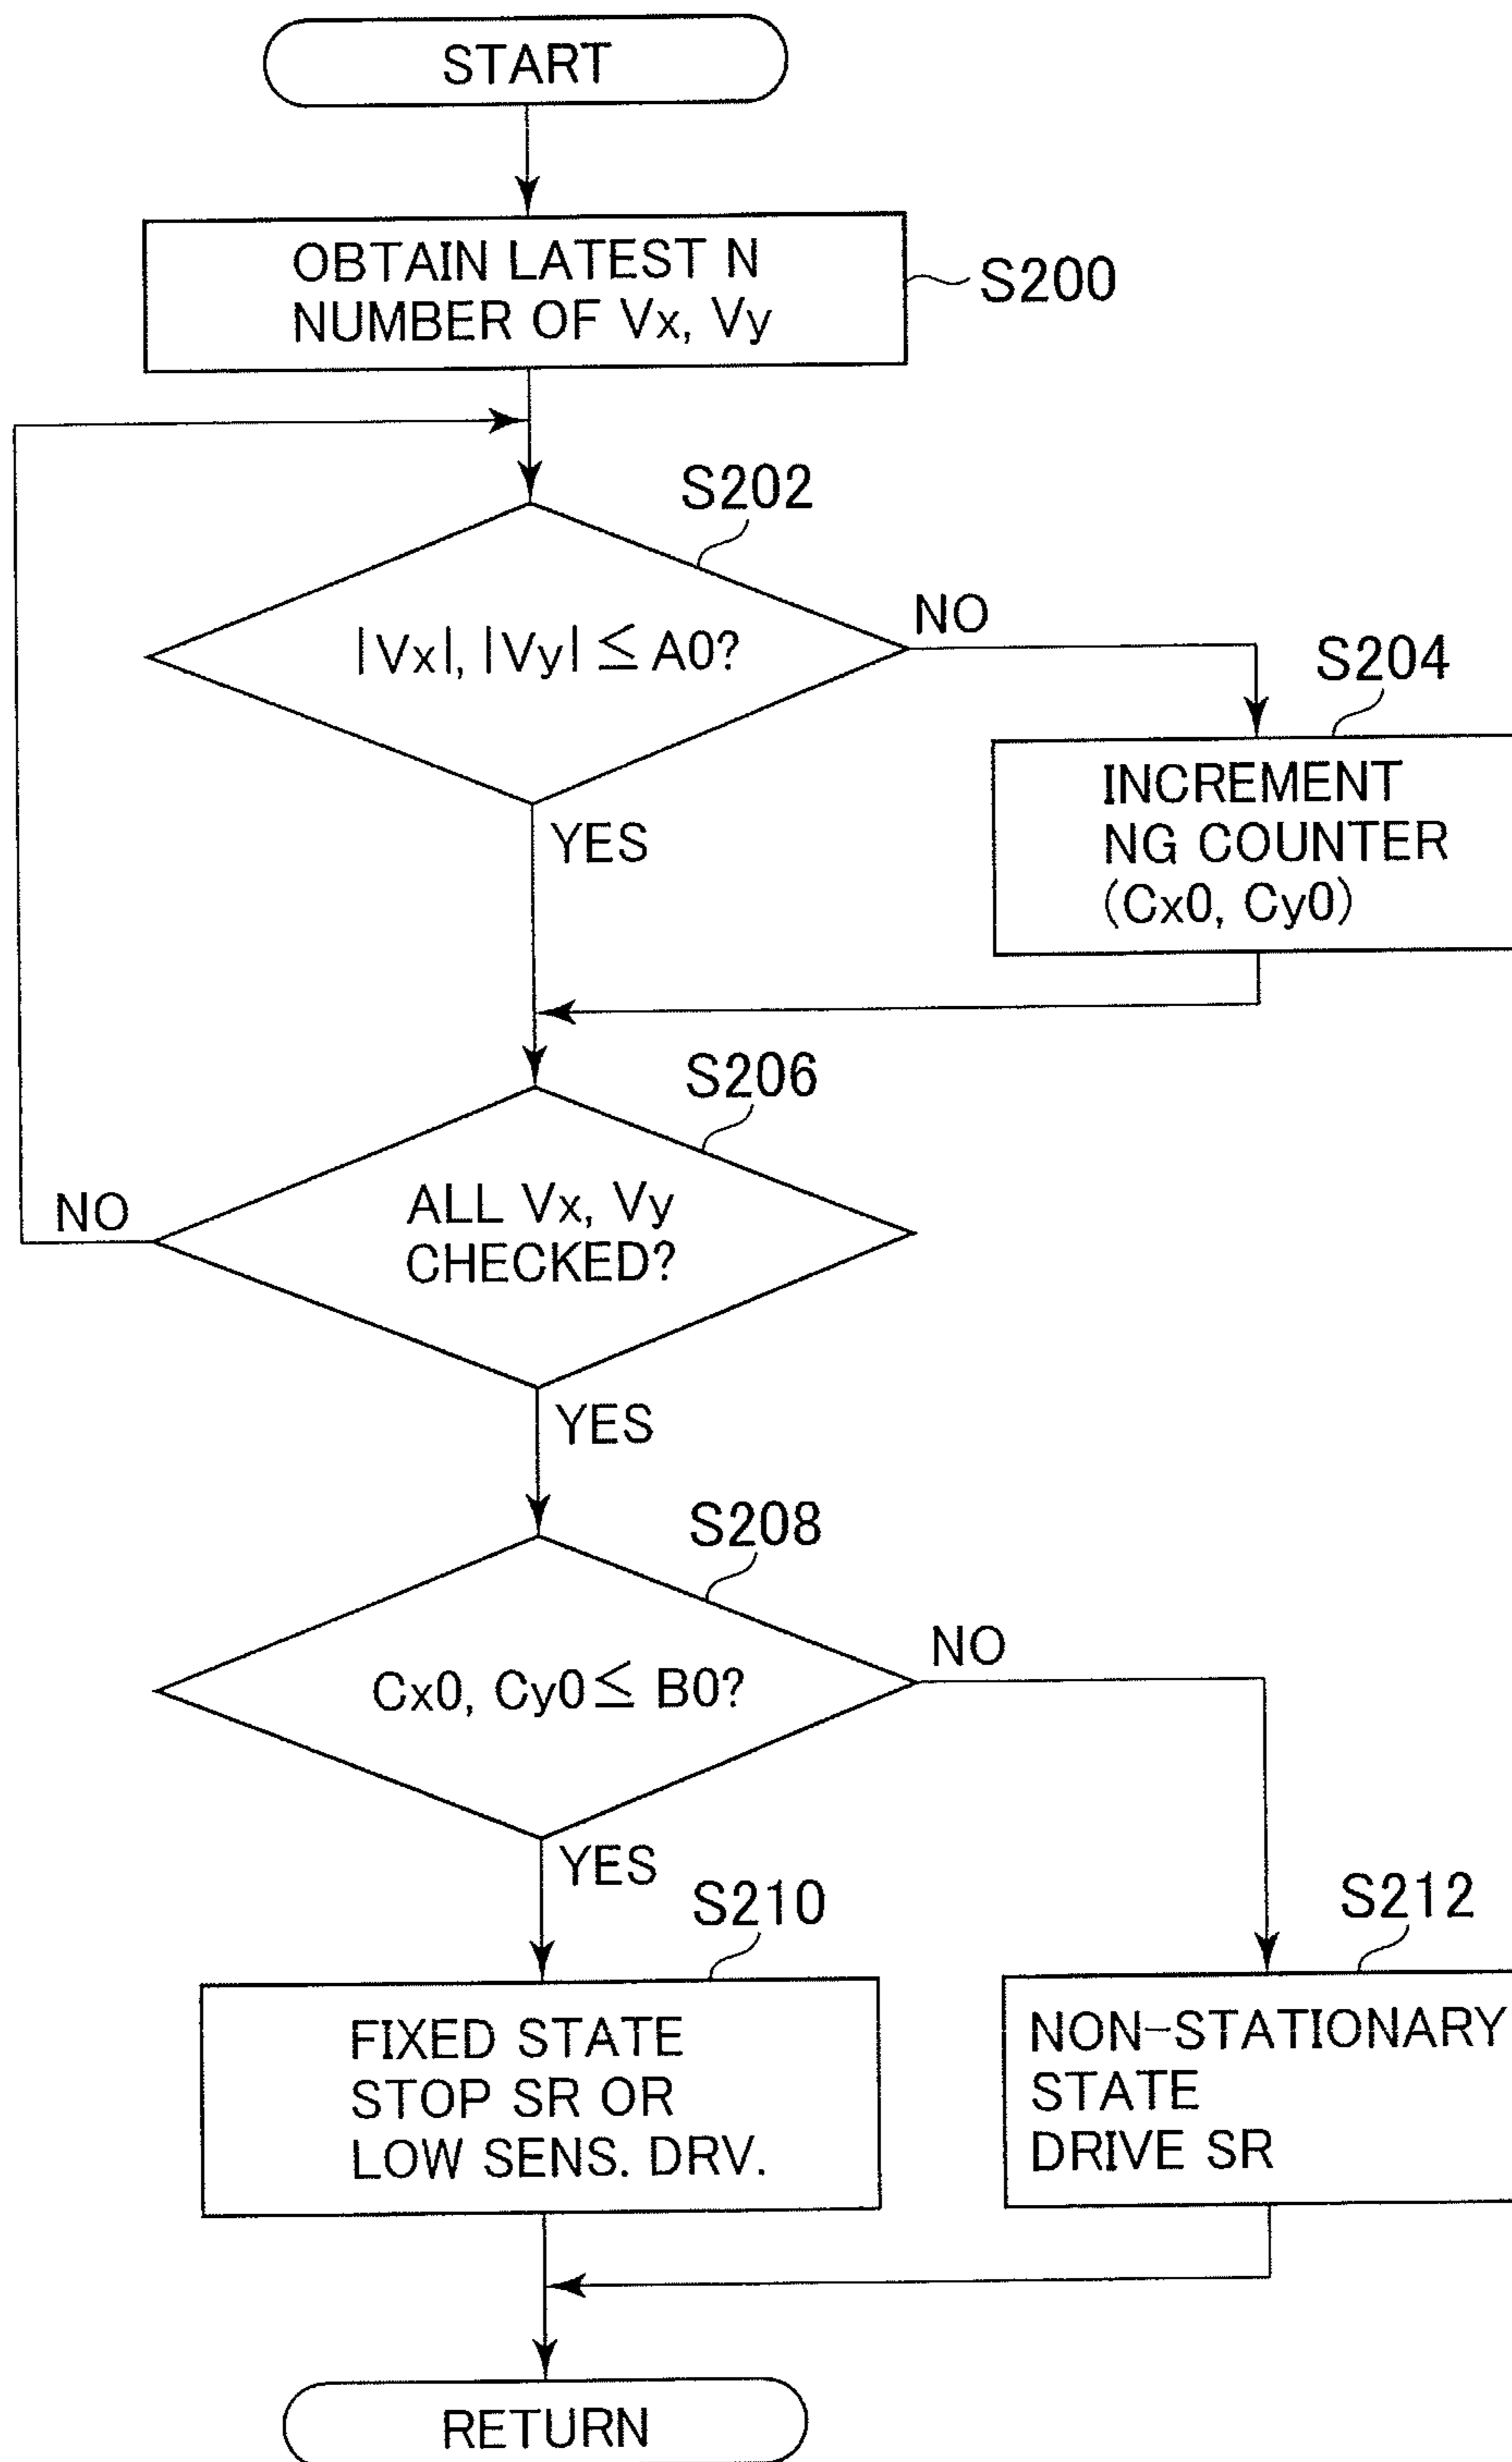 START
OBTAIN LATEST N
NUMBER OF Vx, Vy
S200
S202
|Vx|, |Vy| ≦ A0?
NO
YES
S204
INCREMENT
NG COUNTER
(Cx0, Cy0)
S206
ALL Vx, Vy
CHECKED?
NO
YES
S208
Cx0, Cy0 ≦ B0?
NO
YES
S210
FIXED STATE
STOP SR OR
LOW SENS. DRV.
S212
NON-STATIONARY
STATE
DRIVE SR
RETURN